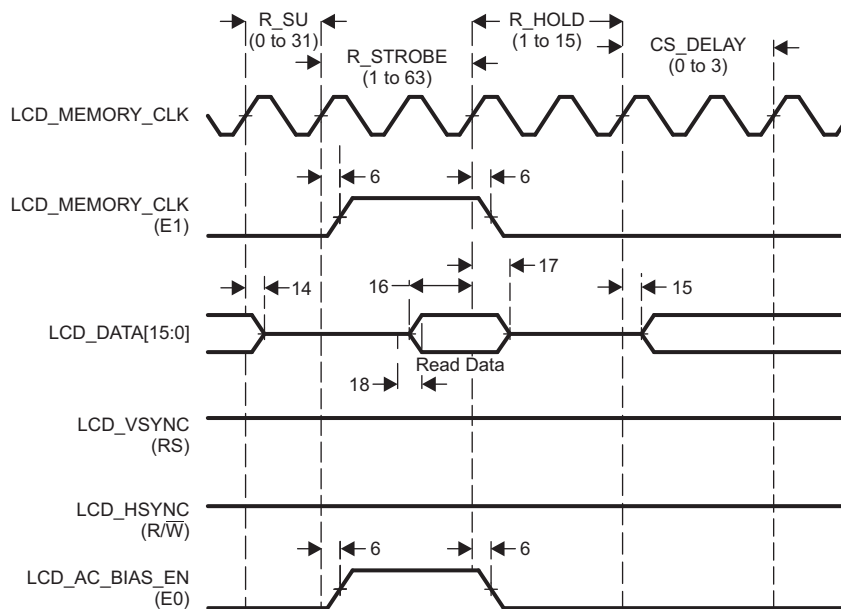 R_SU
(0 to 31)
R_HOLD
(1 to 15)
R_STROBE
(1 to 63)
CS_DELAY
(0 to 3)
LCD_MEMORY_CLK
LCD_MEMORY_CLK
(E1)
6
6
14
16
17
15
LCD_DATA[15:0]
Read Data
18
LCD_VSYNC
(RS)
LCD_HSYNC
(R/W̅)
6
6
LCD_AC_BIAS_EN
(E0)